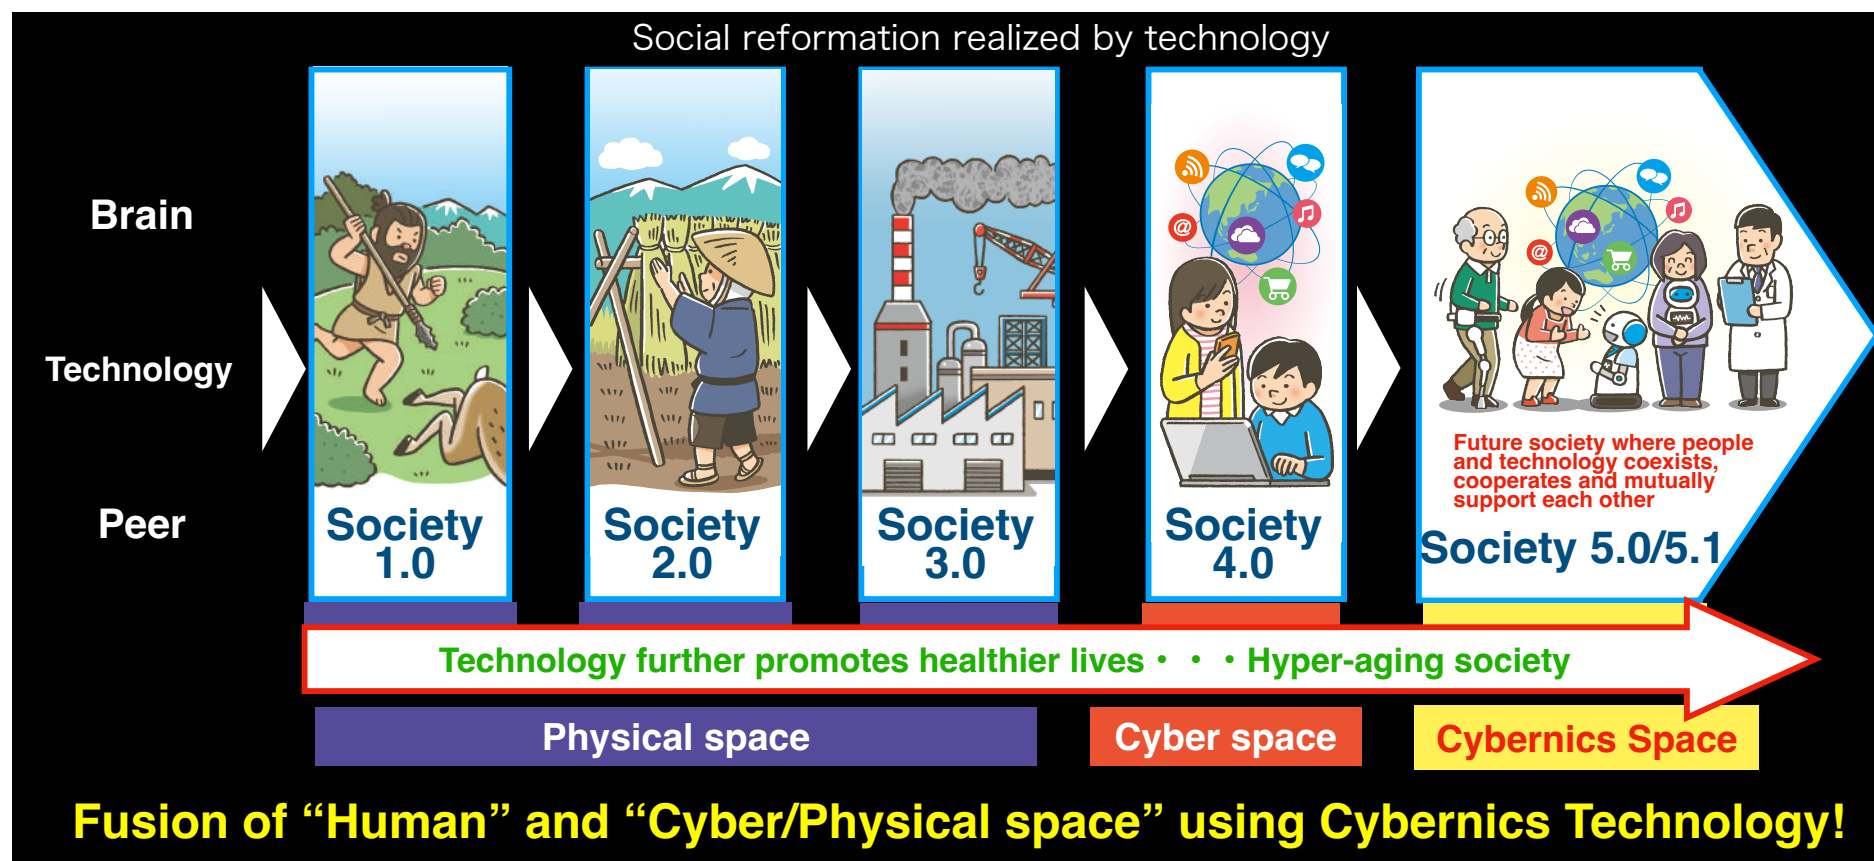 Social reformation realized by technology
Brain
Technology
Peer
Society
1.0
Society
2.0
Society
3.0
@
Society
4.0
@
Future society where people
and technology coexists,
cooperates and mutually
support each other
Society 5.0/5.1
Technology further promotes healthier lives・・・Hyper-aging society
Physical space
Cyber space
Cybernics Space
Fusion of “Human” and “Cyber/Physical space” using Cybernics Technology!